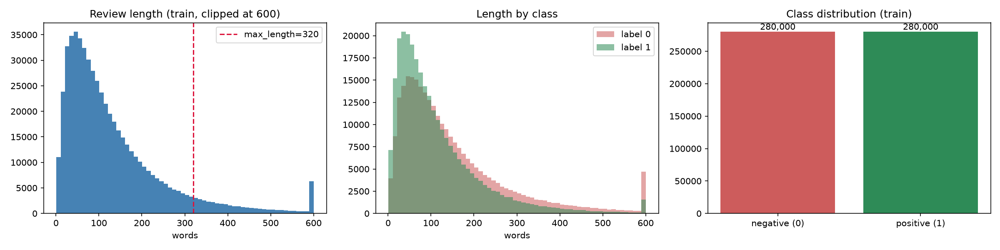 Review length (train, clipped at 600)
max_length=320
35000
30000
25000
20000
15000
10000
5000
0
0 100 200 300 400 500 600
words
Length by class
label 0
label 1
20000
17500
15000
12500
10000
7500
5000
2500
0
0 100 200 300 400 500 600
words
Class distribution (train)
280,000 280,000
250000
200000
150000
100000
50000
0
negative (0) positive (1)